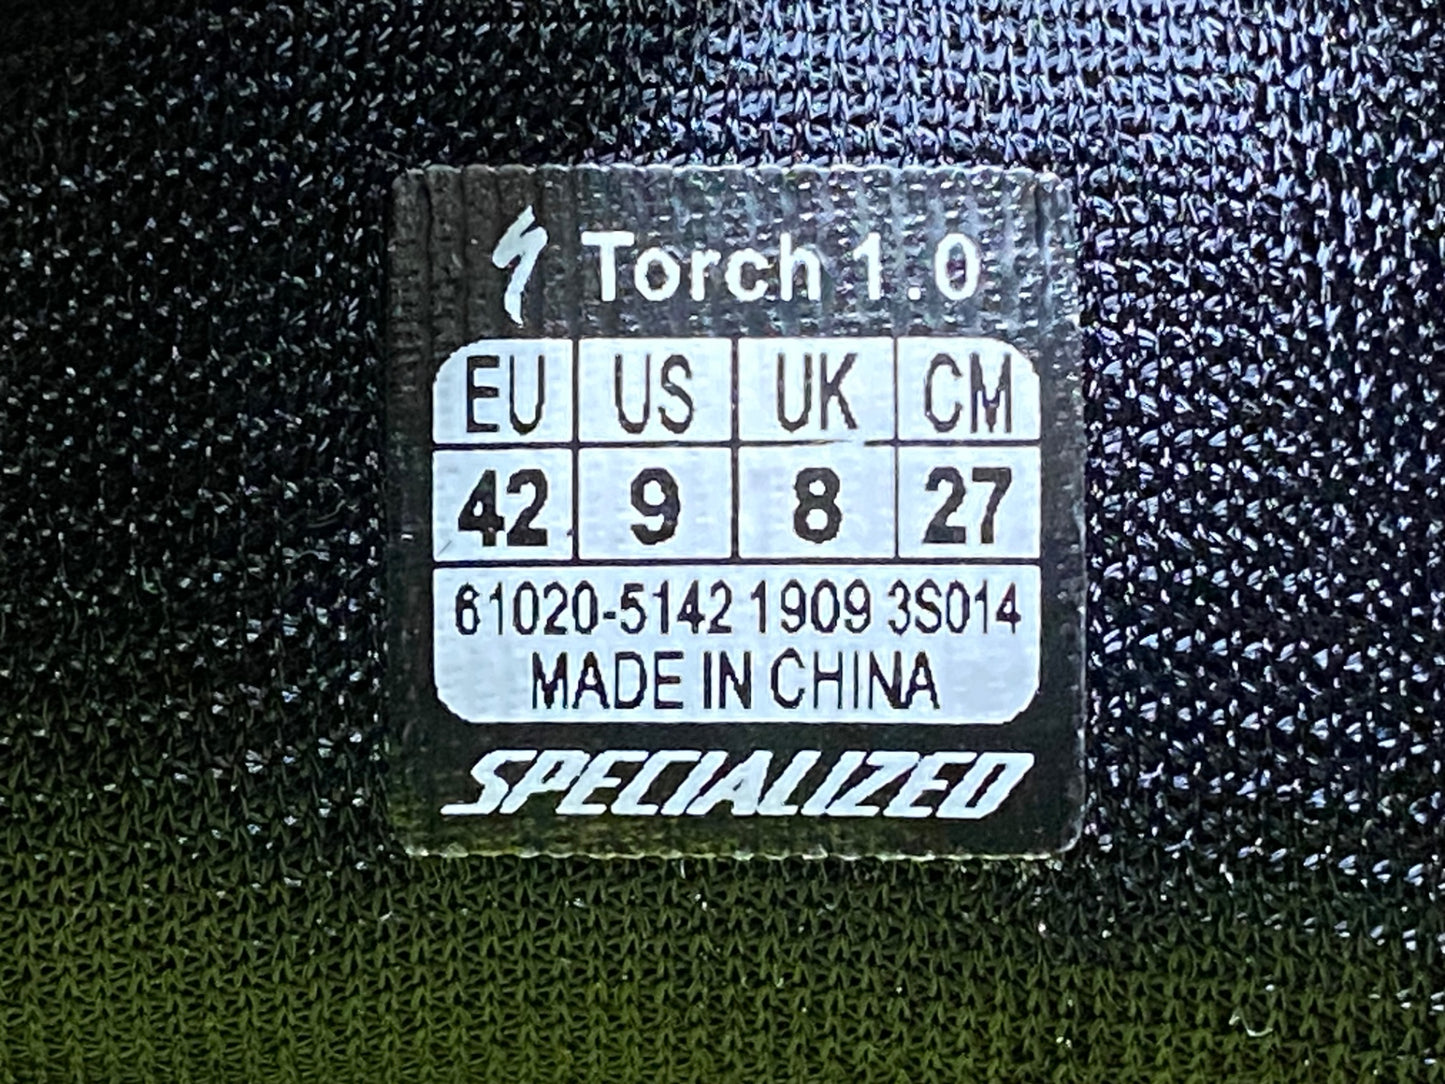 Torch 1.0
EU US UK CM
42 9 8 27
61020-5142 1909 3S014
MADE IN CHINA
SPECIALIZED